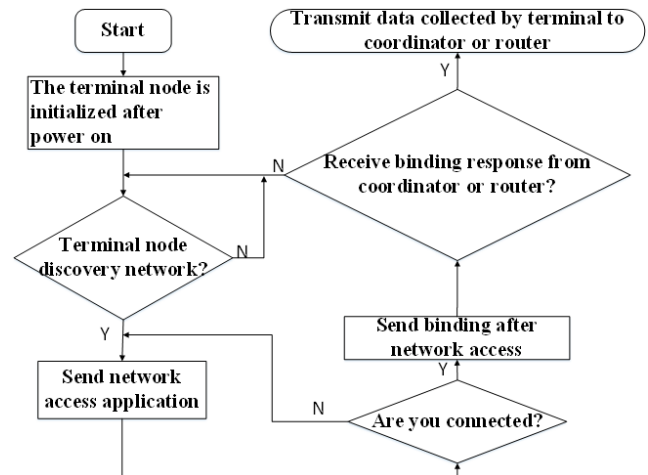 Start
The terminal node is
initialized after
power on
Terminal node
discovery network?
N
Y
Send network
access application
Transmit data collected by terminal to
coordinator or router
Y
N
Receive binding response from
coordinator or router?
Send binding after
network access
Y
N
Are you connected?